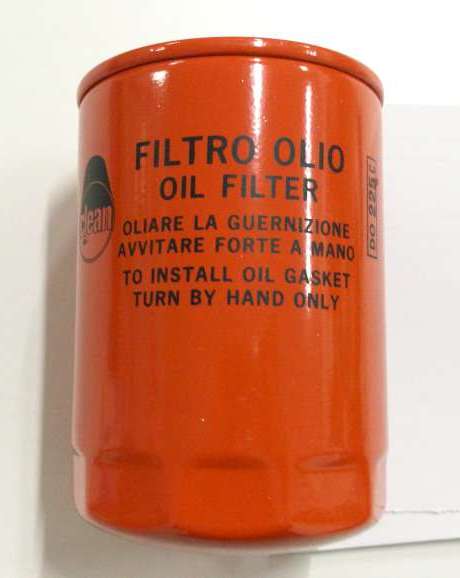 FILTRO OLIO
OIL FILTER
OLIARE LA GUERNIZIONE
AVVITARE FORTE A MANO
TO INSTALL OIL GASKET
TURN BY HAND ONLY
clean
DO 225 C